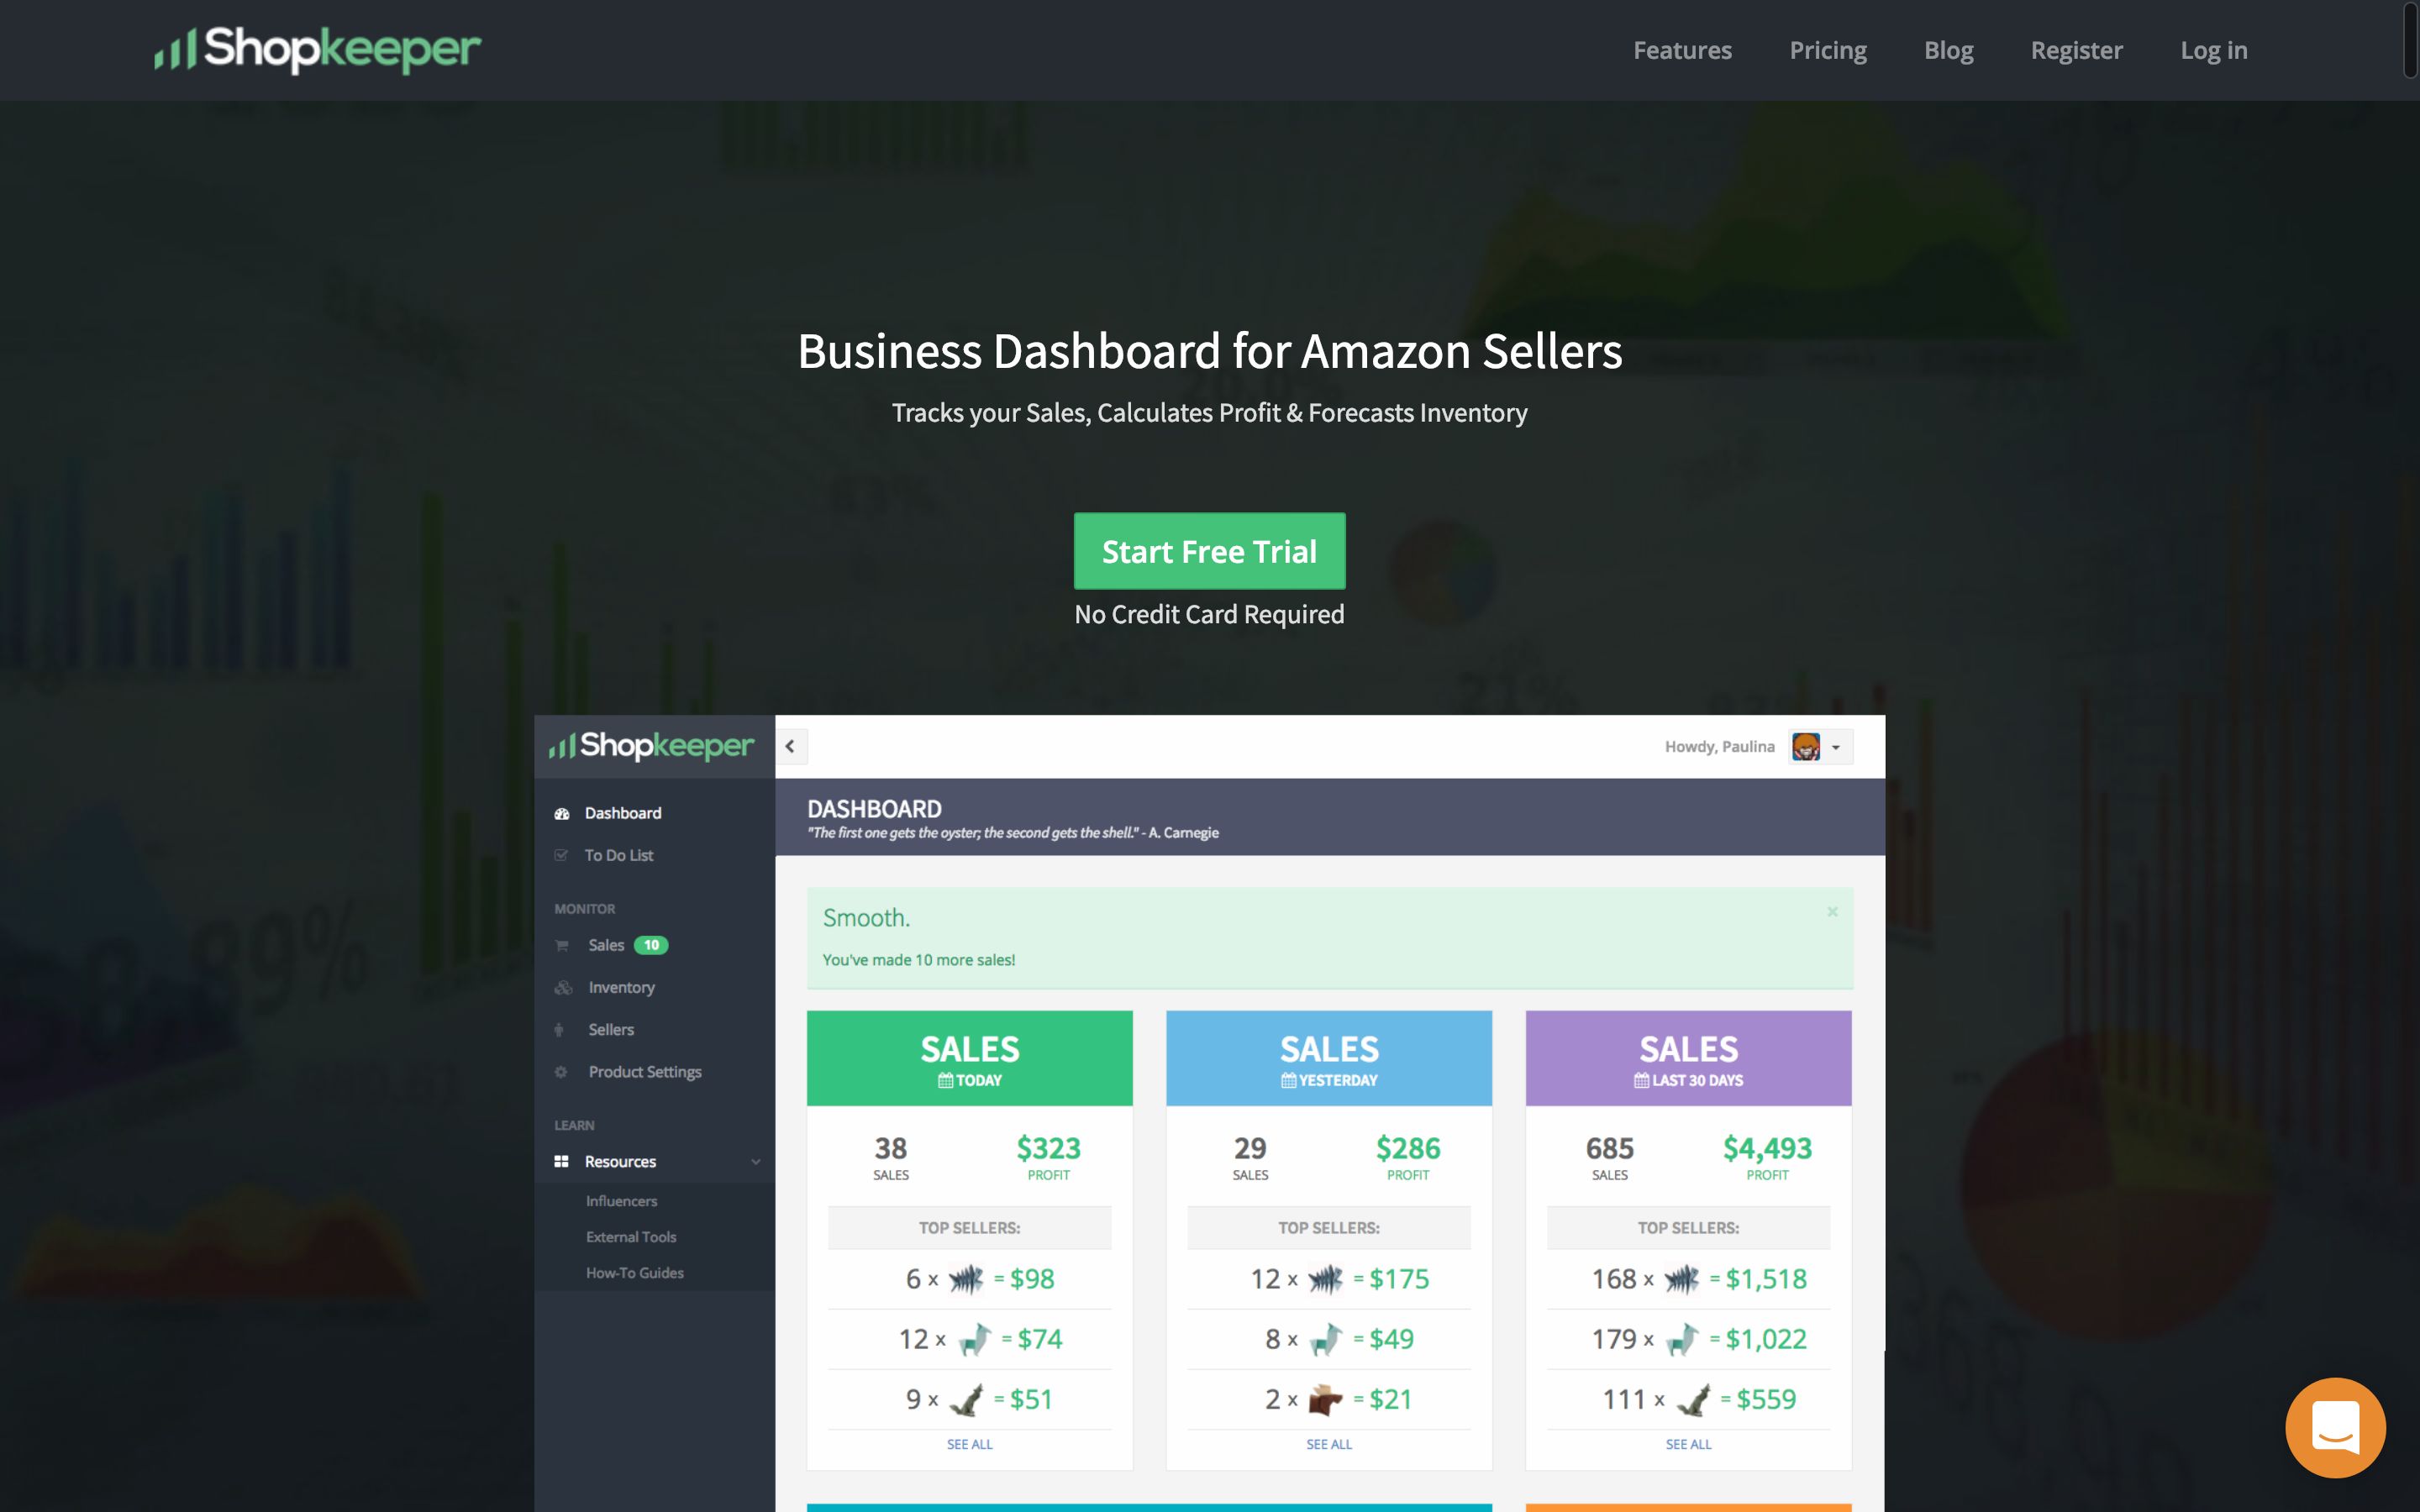 Shopkeeper
Features Pricing Blog Register Log in
Business Dashboard for Amazon Sellers
Tracks your Sales, Calculates Profit & Forecasts Inventory
Start Free Trial
No Credit Card Required
Shopkeeper
Howdy, Paulina
Dashboard
To Do List
MONITOR
Sales 10
Inventory
Sellers
Product Settings
LEARN
Resources
Influencers
External Tools
How-To Guides
DASHBOARD
"The first one gets the oyster; the second gets the shell." - A. Carnegie
Smooth.
×
You've made 10 more sales!
SALES
TODAY
38 $323
SALES PROFIT
TOP SELLERS:
6 x = $98
12 x = $74
9 x = $51
SEE ALL
SALES
YESTERDAY
29 $286
SALES PROFIT
TOP SELLERS:
12 x = $175
8 x = $49
2 x = $21
SEE ALL
SALES
LAST 30 DAYS
685 $4,493
SALES PROFIT
TOP SELLERS:
168 x = $1,518
179 x = $1,022
111 x = $559
SEE ALL
63%
21%
8.89%